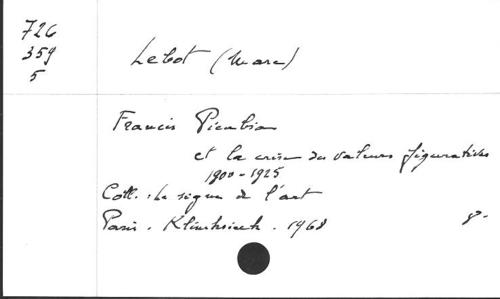 726
359
5
Lebot (Marc)
Francis Picabia
et la crise des valeurs figuratives
1900-1925
Coll. : Le signe de l'art
Paris. Klincksieck. 1968 8°